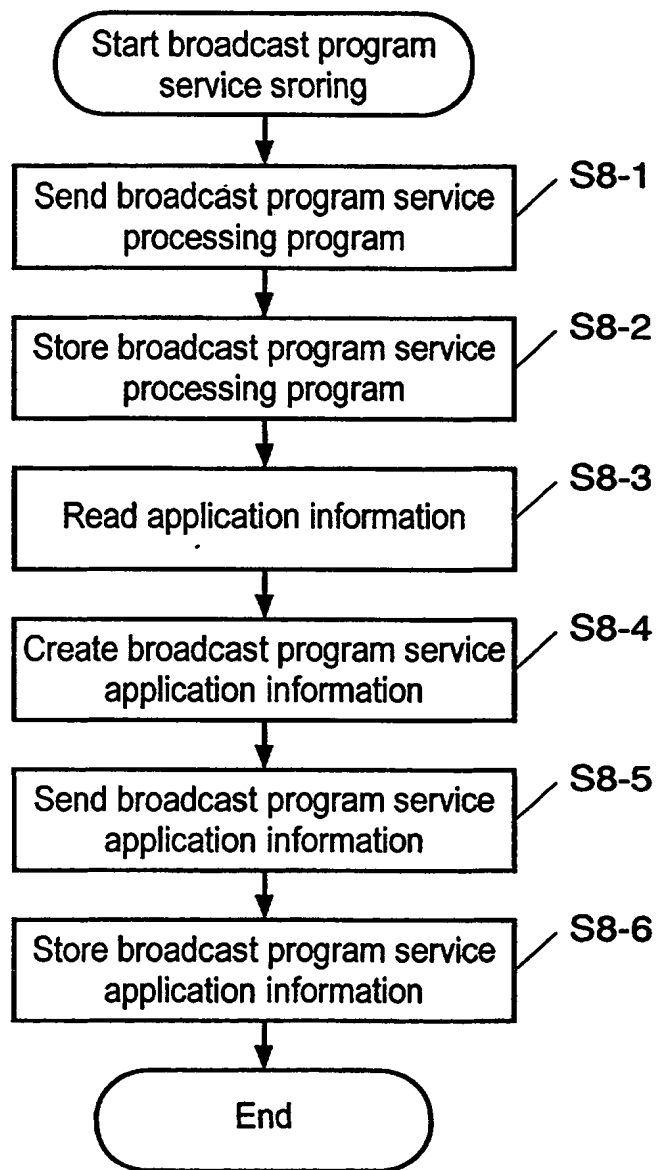 Start broadcast program
service sroring
S8-1
Send broadcast program service
processing program
S8-2
Store broadcast program service
processing program
S8-3
Read application information
S8-4
Create broadcast program service
application information
S8-5
Send broadcast program service
application information
S8-6
Store broadcast program service
application information
End